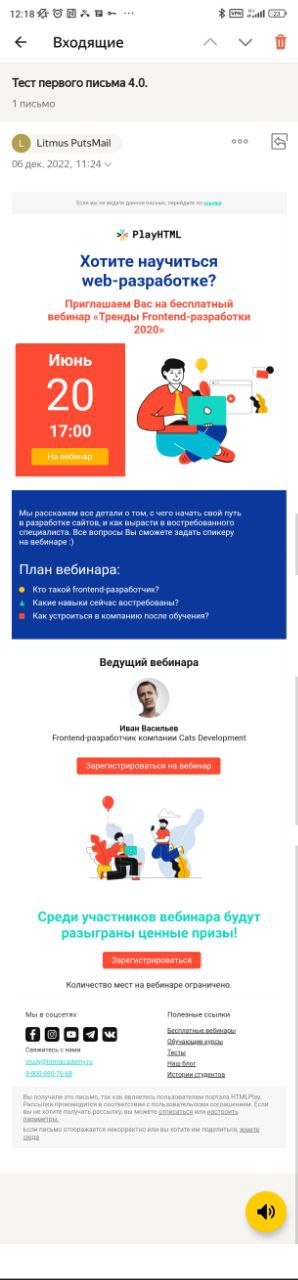 12:18
VPN
23
Входящие
Тест первого письма 4.0.
1 письмо
L
Litmus PutsMail
06 дек. 2022, 11:24
Если вы не видите данное письмо, перейдите по ссылке
PlayHTML
Хотите научиться
web-разработке?
Приглашаем Вас на бесплатный
вебинар «Тренды Frontend-разработки
2020»
Июнь
20
17:00
На вебинар
Мы расскажем все детали о том, с чего начать свой путь
в разработке сайтов, и как вырасти в востребованного
специалиста. Все вопросы Вы сможете задать спикеру
на вебинаре :)
План вебинара:
Кто такой frontend-разработчик?
Какие навыки сейчас востребованы?
Как устроиться в компанию после обучения?
Ведущий вебинара
Иван Васильев
Frontend-разработчик компании Cats Development
Зарегистрироваться на вебинар
Среди участников вебинара будут
разыграны ценные призы!
Зарегистрироваться
Количество мест на вебинаре ограничено.
Мы в соцсетях
Свяжитесь с нами
study@htmlacademy.ru
8-800-690-76-68
Полезные ссылки
Бесплатные вебинары
Обучающие курсы
Тесты
Наш блог
Истории студентов
Вы получили это письмо, так как являетесь пользователем портала HTMLPlay.
Рассылка производится в соответствии с пользовательским соглашением. Если
вы не хотите получать рассылку, вы можете отписаться или настроить
параметры.
Если письмо отображается некорректно или вы хотите им поделиться, жмите
сюда